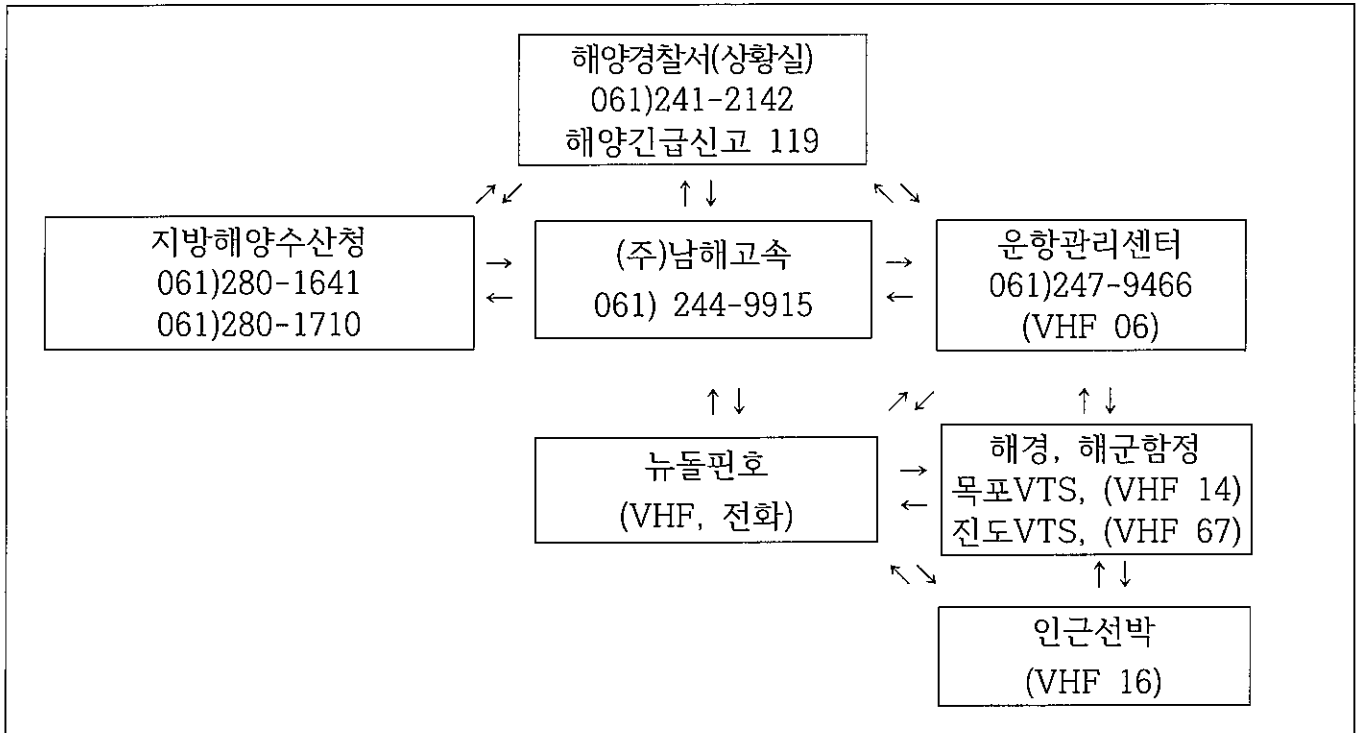 해양경찰서(상황실)
061)241-2142
해양긴급신고 119
↗↙ ↑↓ ↖↘
지방해양수산청
061)280-1641
061)280-1710
→
←
(주)남해고속
061) 244-9915
→
←
운항관리센터
061)247-9466
(VHF 06)
↑↓ ↗↙ ↑↓
뉴돌핀호
(VHF, 전화)
→
←
해경, 해군함정
목포VTS, (VHF 14)
진도VTS, (VHF 67)
↖↘ ↑↓
인근선박
(VHF 16)